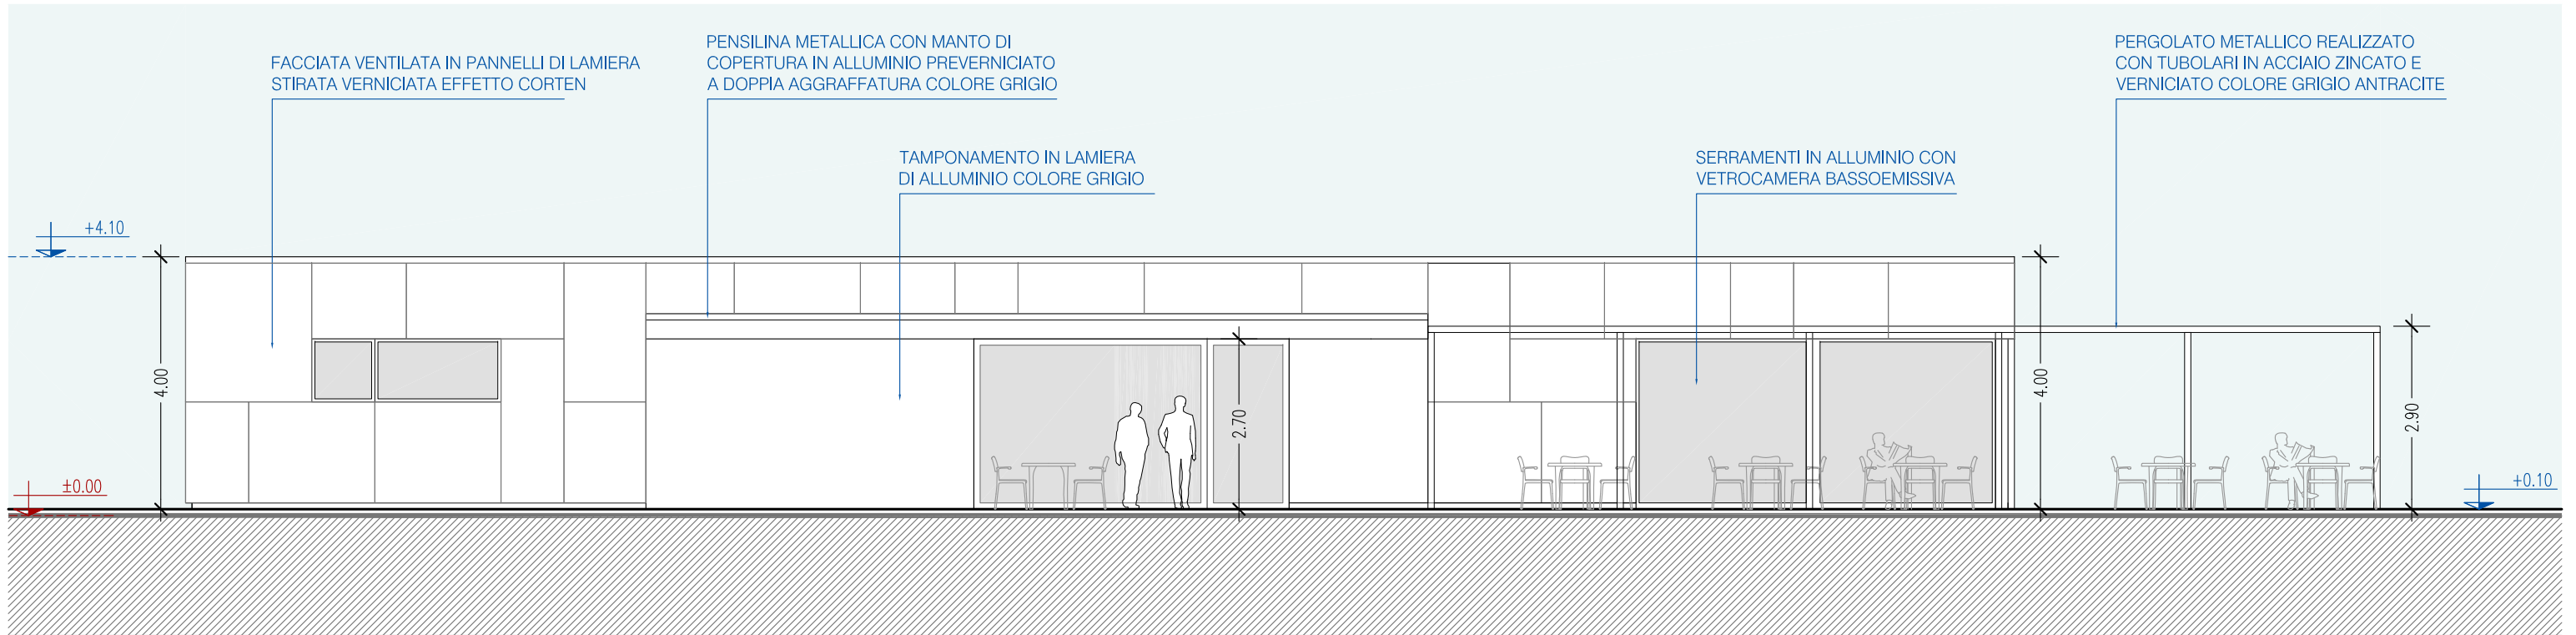 FACCIATA VENTILATA IN PANNELLI DI LAMIERA
STIRATA VERNICIATA EFFETTO CORTEN
PENSILINA METALLICA CON MANTO DI
COPERTURA IN ALLUMINIO PREVERNICIATO
A DOPPIA AGGRAFFATURA COLORE GRIGIO
PERGOLATO METALLICO REALIZZATO
CON TUBOLARI IN ACCIAIO ZINCATO E
VERNICIATO COLORE GRIGIO ANTRACITE
TAMPONAMENTO IN LAMIERA
DI ALLUMINIO COLORE GRIGIO
SERRAMENTI IN ALLUMINIO CON
VETROCAMERA BASSOEMISSIVA
+4.10
4.00
2.70
4.00
2.90
±0.00
+0.10